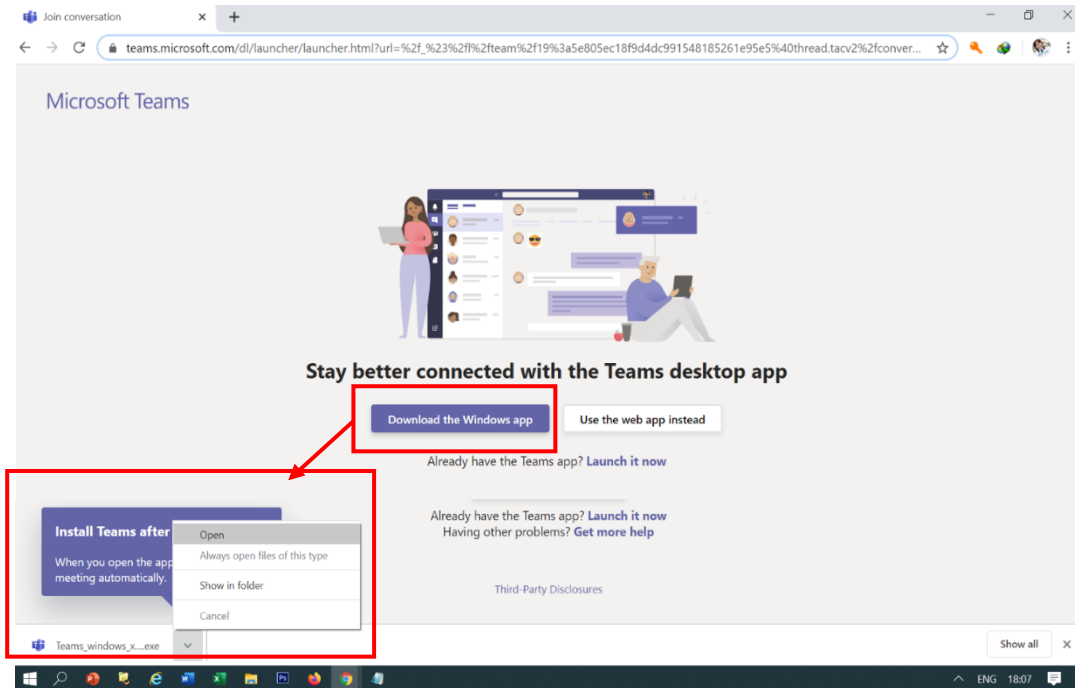 Join conversation
teams.microsoft.com/dl/launcher/launcher.html?url=%2f_%23%2fl%2fteam%2f19%3a5e805ec18f9d4dc991548185261e95e5%40thread.tacv2%2fconver...
Microsoft Teams
Stay better connected with the Teams desktop app
Download the Windows app
Use the web app instead
Already have the Teams app? Launch it now
Already have the Teams app? Launch it now
Having other problems? Get more help
Install Teams after
When you open the app
meeting automatically.
Open
Always open files of this type
Show in folder
Cancel
Third-Party Disclosures
Teams_windows_x....exe
Show all
ENG 18:07